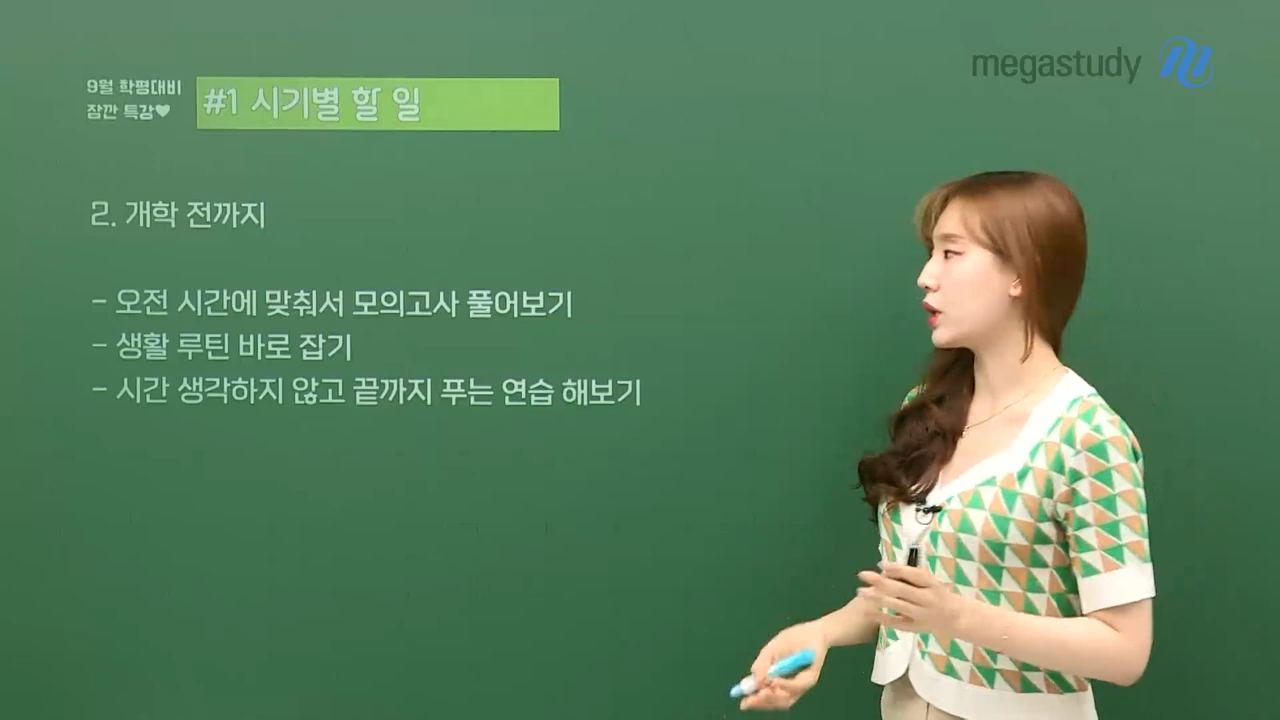 9월 학평대비
잠깐 특강♥
#1 시기별 할 일
megastudy
2. 개학 전까지
- 오전 시간에 맞춰서 모의고사 풀어보기
- 생활 루틴 바로 잡기
- 시간 생각하지 않고 끝까지 푸는 연습 해보기